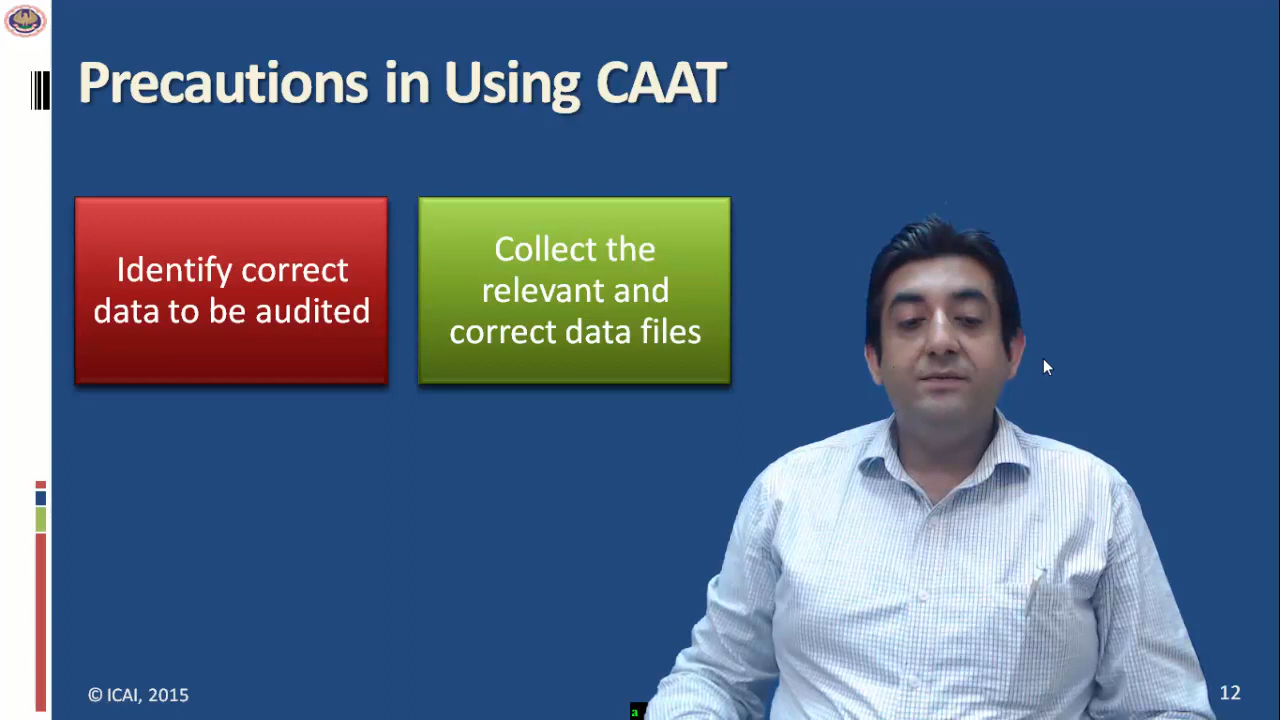 Precautions in Using CAAT
Identify correct
data to be audited
Collect the
relevant and
correct data files
© ICAI, 2015
12
a